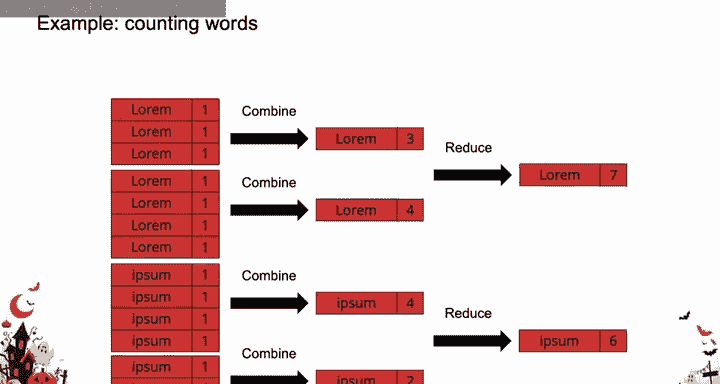 Example: counting words
Lorem 1
Lorem 1
Lorem 1
Combine
Lorem 3
Reduce
Lorem 7
Lorem 1
Lorem 1
Lorem 1
Lorem 1
Combine
Lorem 4
ipsum 1
ipsum 1
ipsum 1
ipsum 1
Combine
ipsum 4
Reduce
ipsum 6
ipsum 1
Combine
ipsum 2